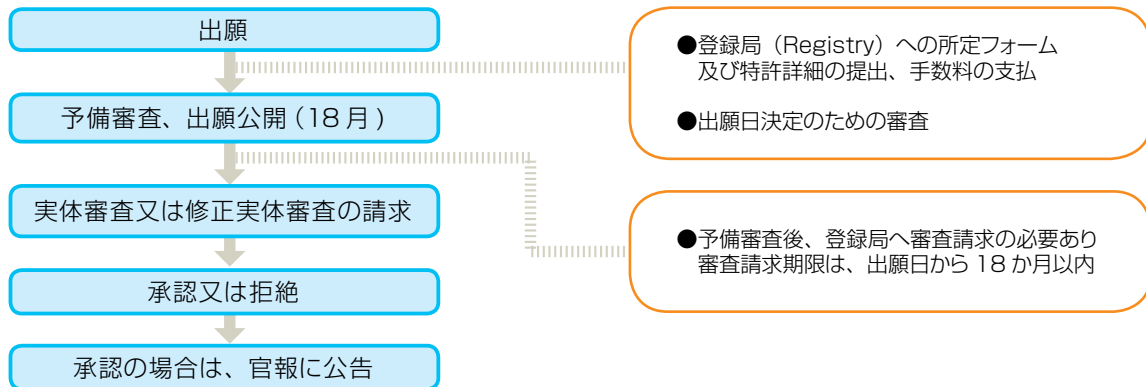 出願
予備審査、出願公開 ( 18 月 )
実体審査又は修正実体審査の請求
承認又は拒絶
承認の場合は、官報に公告
●登録局（Registry）への所定フォーム
及び特許詳細の提出、手数料の支払
●出願日決定のための審査
●予備審査後、登録局へ審査請求の必要あり
審査請求期限は、出願日から 18 か月以内